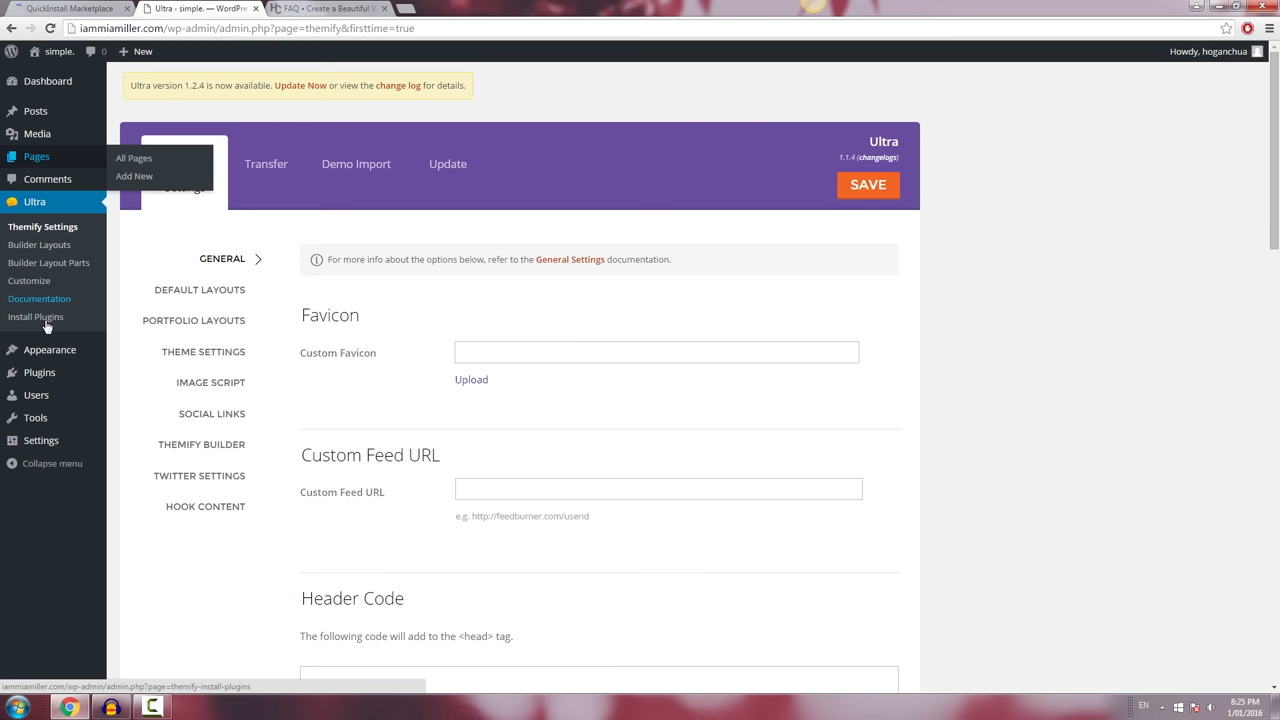 QuickInstall Marketplace
Ultra ‹ simple. — WordPre
FAQ • Create a Beautiful W
iammiamiller.com/wp-admin/admin.php?page=themify&firsttime=true
simple.
0
New
Howdy, hoganchua
Dashboard
Posts
Media
Pages
All Pages
Add New
Comments
Ultra
Themify Settings
Builder Layouts
Builder Layout Parts
Customize
Documentation
Install Plugins
Appearance
Plugins
Users
Tools
Settings
Collapse menu
Ultra version 1.2.4 is now available. Update Now or view the change log for details.
Settings
Transfer
Demo Import
Update
Ultra
1.1.4 (changelogs)
SAVE
GENERAL
DEFAULT LAYOUTS
PORTFOLIO LAYOUTS
THEME SETTINGS
IMAGE SCRIPT
SOCIAL LINKS
THEMIFY BUILDER
TWITTER SETTINGS
HOOK CONTENT
For more info about the options below, refer to the General Settings documentation.
Favicon
Custom Favicon
Upload
Custom Feed URL
Custom Feed URL
e.g. http://feedburner.com/userid
Header Code
The following code will add to the <head> tag.
iammiamiller.com/wp-admin/admin.php?page=themify-install-plugins
EN
8:25 PM
1/01/2016